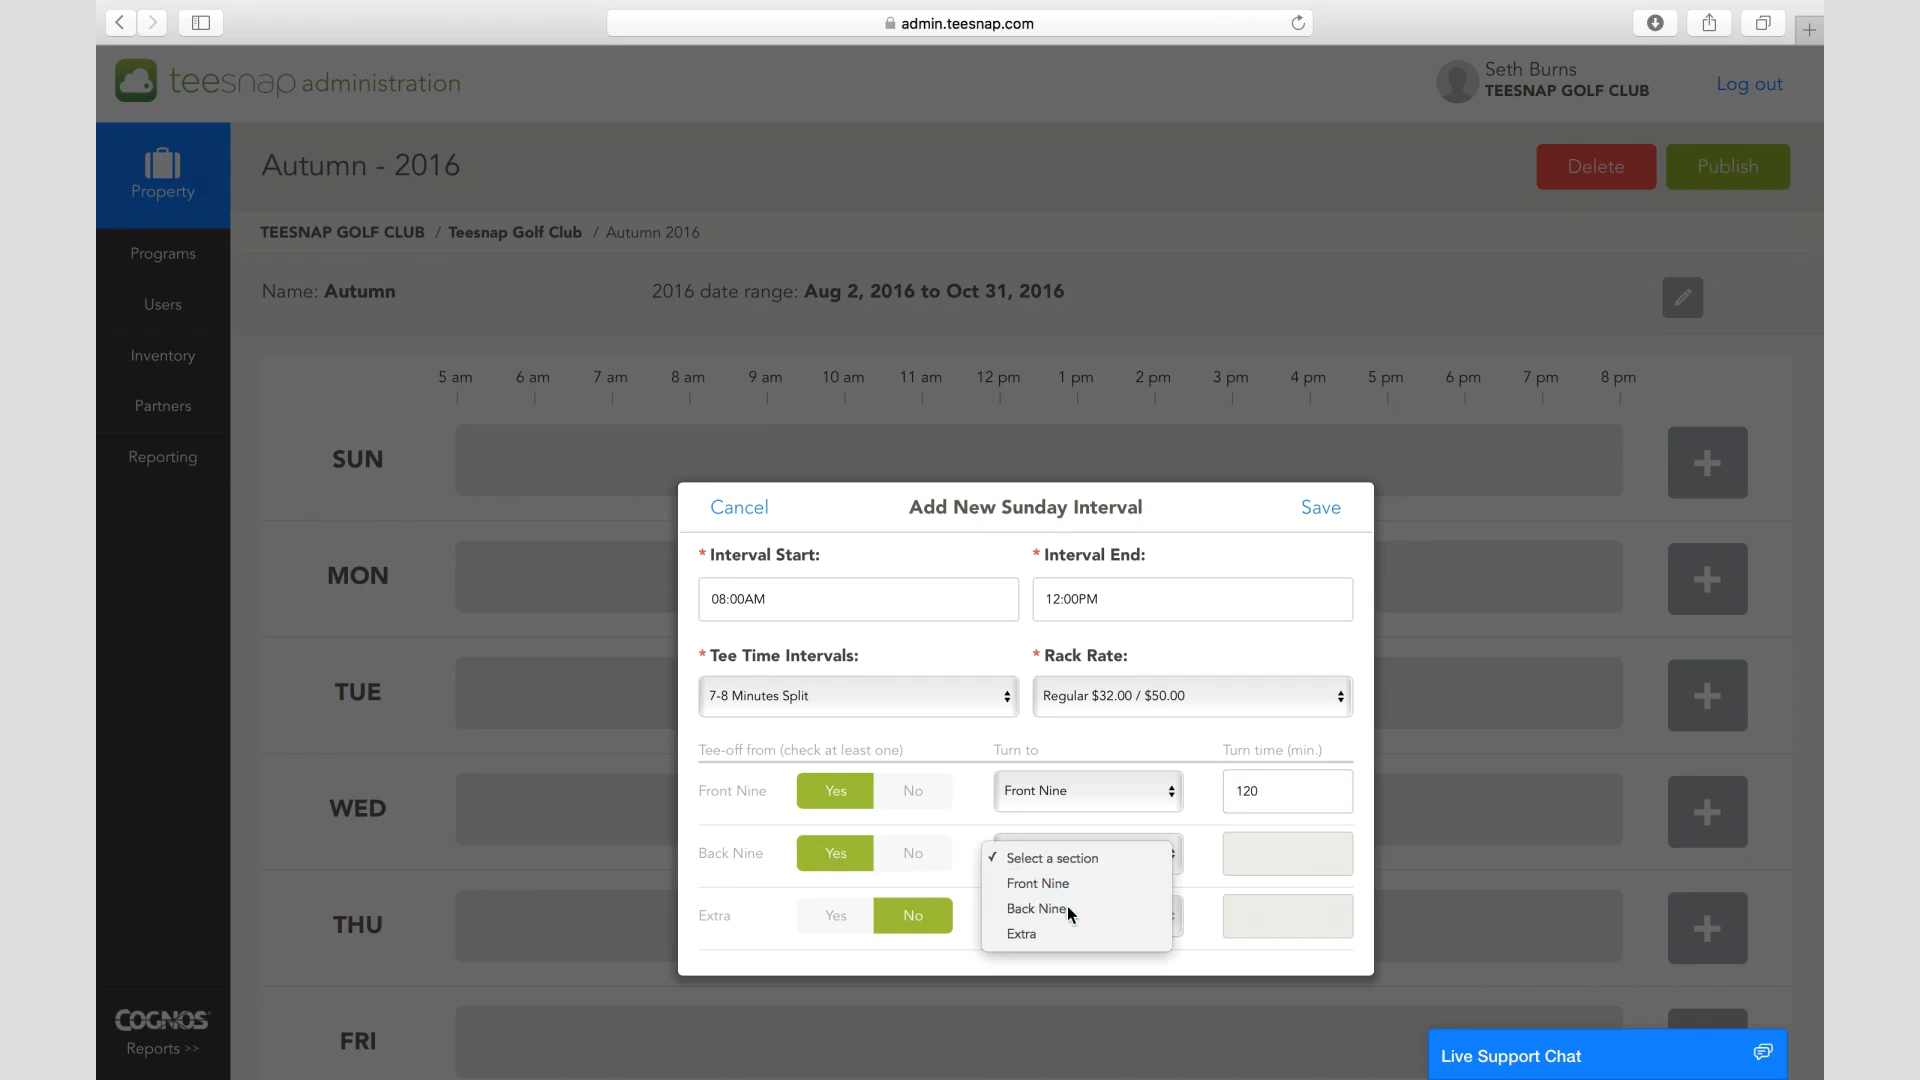 admin.teesnap.com
teesnap administration
Seth Burns
TEESNAP GOLF CLUB
Log out
Property
Autumn - 2016
Delete
Publish
TEESNAP GOLF CLUB / Teesnap Golf Club / Autumn 2016
Programs
Name: Autumn
2016 date range: Aug 2, 2016 to Oct 31, 2016
Users
Inventory
5 am 6 am 7 am 8 am 9 am 10 am 11 am 12 pm 1 pm 2 pm 3 pm 4 pm 5 pm 6 pm 7 pm 8 pm
Partners
Reporting
SUN
MON
TUE
WED
THU
FRI
Cancel
Add New Sunday Interval
Save
* Interval Start:
* Interval End:
08:00AM
12:00PM
* Tee Time Intervals:
* Rack Rate:
7-8 Minutes Split
Regular $32.00 / $50.00
Tee-off from (check at least one)
Turn to
Turn time (min.)
Front Nine
Yes
No
Front Nine
120
Back Nine
Yes
No
✓ Select a section
Front Nine
Back Nine
Extra
Extra
Yes
No
COGNOS
Reports >>
Live Support Chat